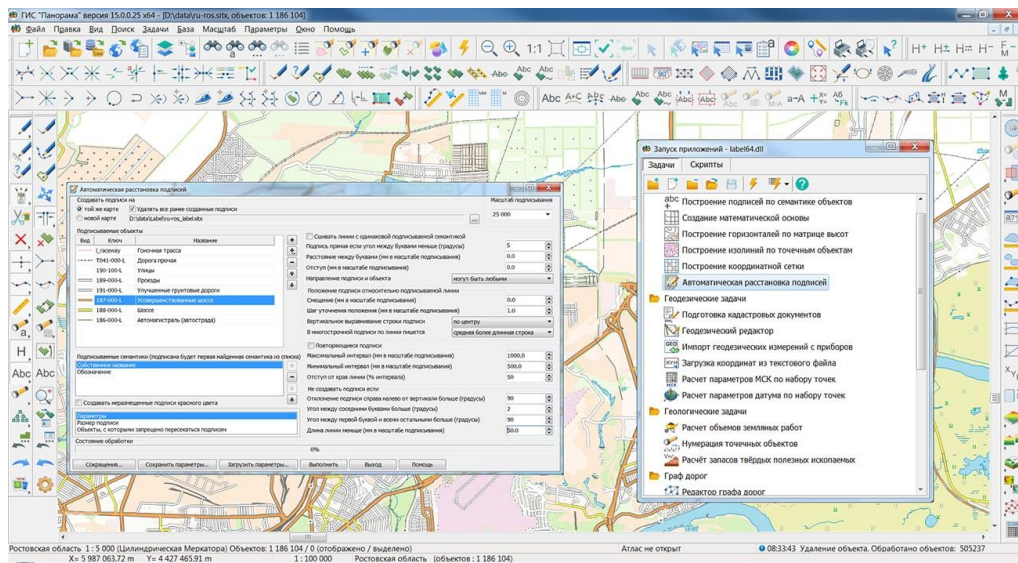 ГИС "Панорама" версия 15.0.0.25 x64 - [D:\data\ru-ros.sitx, объектов: 1 186 104]
Файл Правка Вид Поиск Задачи База Масштаб Параметры Окно Помощь
1:1
Abc
Автоматическая расстановка подписей
Создавать подписи на
той же карте Удалять все ранее созданные подписи
новой карте D:\data\Label\ru-ros_label.sitx
Масштаб подписывания
25 000
Подписываемые объекты
Вид Ключ Название
L_raceway Гоночная трасса
T041-000-L Дорога прочая
190-100-L Улицы
189-000-L Проезды
191-000-L Улучшенные грунтовые дороги
187-000-L Усовершенствованные шоссе
188-000-L Шоссе
186-000-L Автомагистраль (автострада)
Подписываемые семантики (подписана будет первая найденная семантика из списка)
Собственное название
Обозначение
Создавать неразмещенные подписи красного цвета
Параметры
Размер подписи
Объекты, с которыми запрещено пересекаться подписям
Состояние обработки
0%
Сокращения... Сохранить параметры... Загрузить параметры... Выполнить Выход Помощь
Сшивать линии с одинаковой подписываемой семантикой
Подпись прямая если угол между буквами меньше (градусы) 5
Расстояние между буквами (мм в масштабе подписывания) 0.0
Отступ (мм в масштабе подписывания) 0.0
Направление подписи и объекта могут быть любыми
Положение подписи относительно подписываемой линии
Смещение (мм в масштабе подписывания) 0.0
Шаг уточнения положения (мм в масштабе подписывания) 1.0
Вертикальное выравнивание строки подписи по центру
В многострочной подписи по линии пишется средняя более длинная строка
Повторяющиеся подписи
Максимальный интервал (мм в масштабе подписывания) 1000.0
Минимальный интервал (мм в масштабе подписывания) 500.0
Отступ от края линии (% интервала) 50
Не создавать подписи если
Отклонение подписи справа налево от вертикали больше (градусы) 90
Угол между соседними буквами больше (градусы) 2
Угол между первой буквой и всеми остальными больше (градусы) 90
Длина линии меньше (мм в масштабе подписывания) 50.0
Запуск приложений - label64.dll
Задачи Скрипты
Построение подписей по семантике объектов
Создание математической основы
Построение горизонталей по матрице высот
Построение изолиний по точечным объектам
Построение координатной сетки
Автоматическая расстановка подписей
Геодезические задачи
Подготовка кадастровых документов
Геодезический редактор
Импорт геодезических измерений с приборов
Загрузка координат из текстового файла
Расчет параметров МСК по набору точек
Расчет параметров датума по набору точек
Геологические задачи
Расчет объемов земляных работ
Нумерация точечных объектов
Расчёт запасов твёрдых полезных ископаемых
Граф дорог
Редактор графа дорог
Ростовская область 1 : 5 000 (Цилиндрическая Меркатора) Объектов: 1 186 104 / 0 (отображено / выделено) Атлас не открыт 08:33:43 Удаление объекта. Обработано объектов: 505237
X= 5 987 063.72 m Y= 4 427 465.91 m 1 : 100 000 Ростовская область (объектов : 1 186 104)